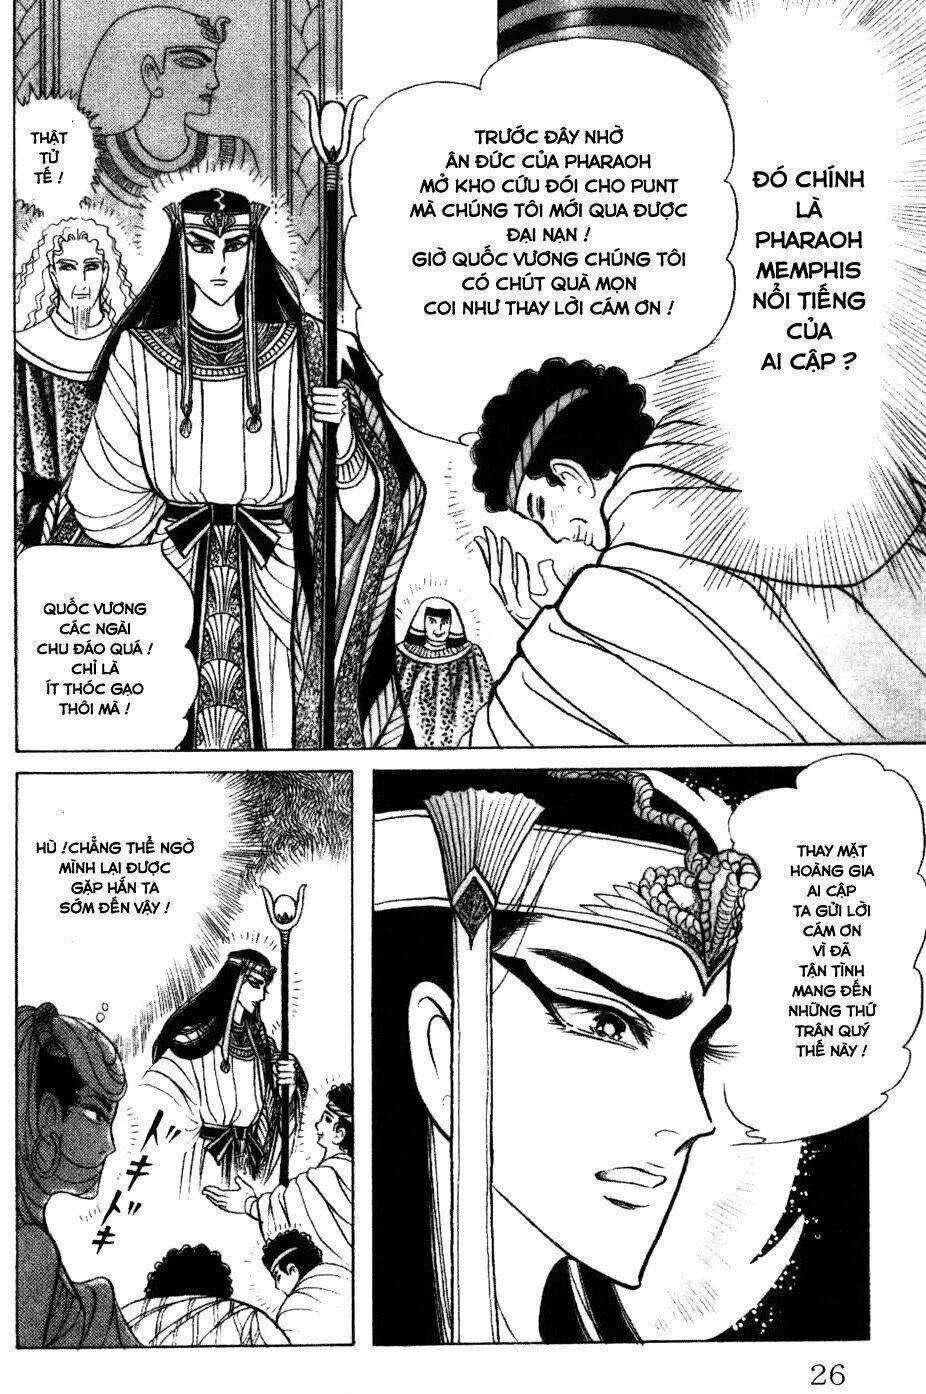 ĐÓ CHÍNH
LÀ
PHARAOH
MEMPHIS
NỔI TIẾNG
CỦA
AI CẬP ?
TRƯỚC ĐÂY NHỜ
ÂN ĐỨC CỦA PHARAOH
MỞ KHO CỨU ĐÓI CHO PUNT
MÀ CHÚNG TÔI MỚI QUA ĐƯỢC
ĐẠI NẠN !
GIỜ QUỐC VƯƠNG CHÚNG TÔI
CÓ CHÚT QUÀ MỌN
COI NHƯ THAY LỜI CÁM ƠN !
THẬT
TỬ
TẾ !
QUỐC VƯƠNG
CÁC NGÀI
CHU ĐÁO QUÁ !
CHỈ LÀ
ÍT THÓC GẠO
THÔI MÀ !
THAY MẶT
HOÀNG GIA
AI CẬP
TA GỬI LỜI
CÁM ƠN
VÌ ĐÃ
TẬN TÌNH
MANG ĐẾN
NHỮNG THỨ
TRÂN QUÝ
THẾ NÀY !
HÙ ! CHẲNG THỂ NGỜ
MÌNH LẠI ĐƯỢC
GẶP HẮN TA
SỚM ĐẾN VẬY !
ドキ
ドキ
26